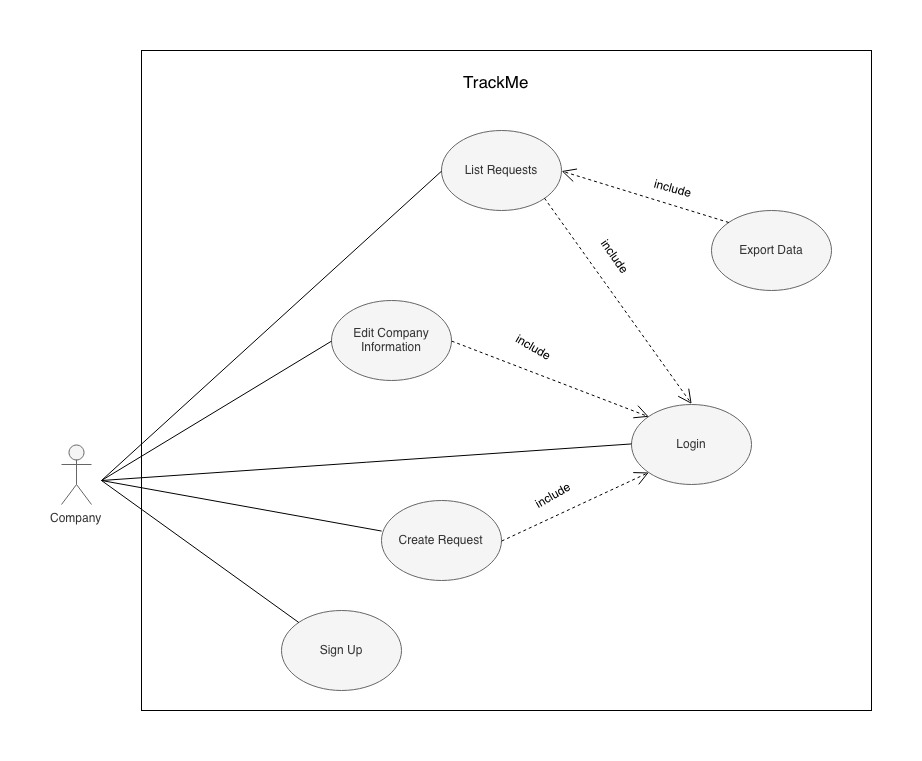 TrackMe
List Requests
include
Export Data
include
Edit Company
Information
include
Login
Company
include
Create Request
Sign Up